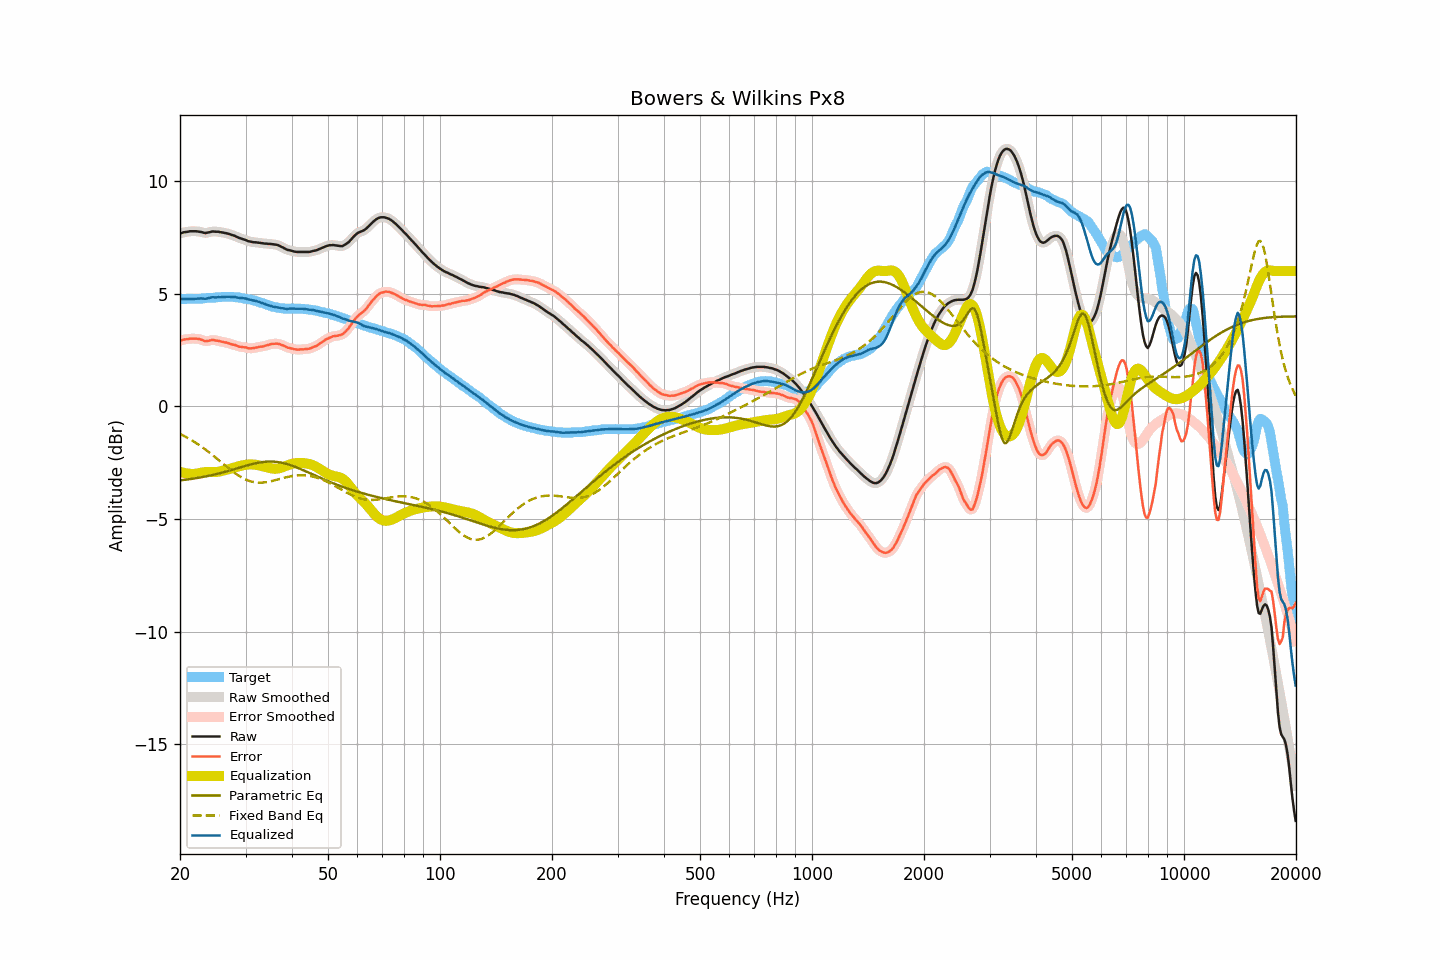 Bowers & Wilkins Px8
Amplitude (dBr)
10
5
0
−5
−10
−15
Target
Raw Smoothed
Error Smoothed
Raw
Error
Equalization
Parametric Eq
Fixed Band Eq
Equalized
20 50 100 200 500 1000 2000 5000 10000 20000
Frequency (Hz)